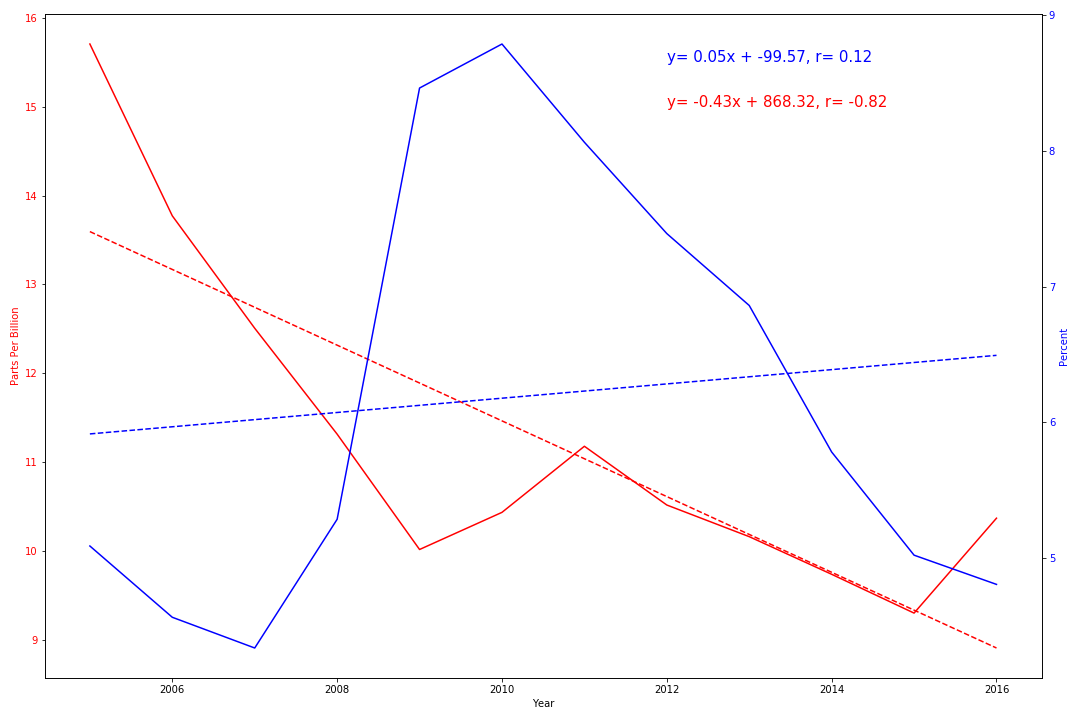 y= 0.05x + -99.57, r= 0.12
y= -0.43x + 868.32, r= -0.82
Parts Per Billion
16
15
14
13
12
11
10
9
9
8
7
6
5
Percent
2006 2008 2010 2012 2014 2016
Year